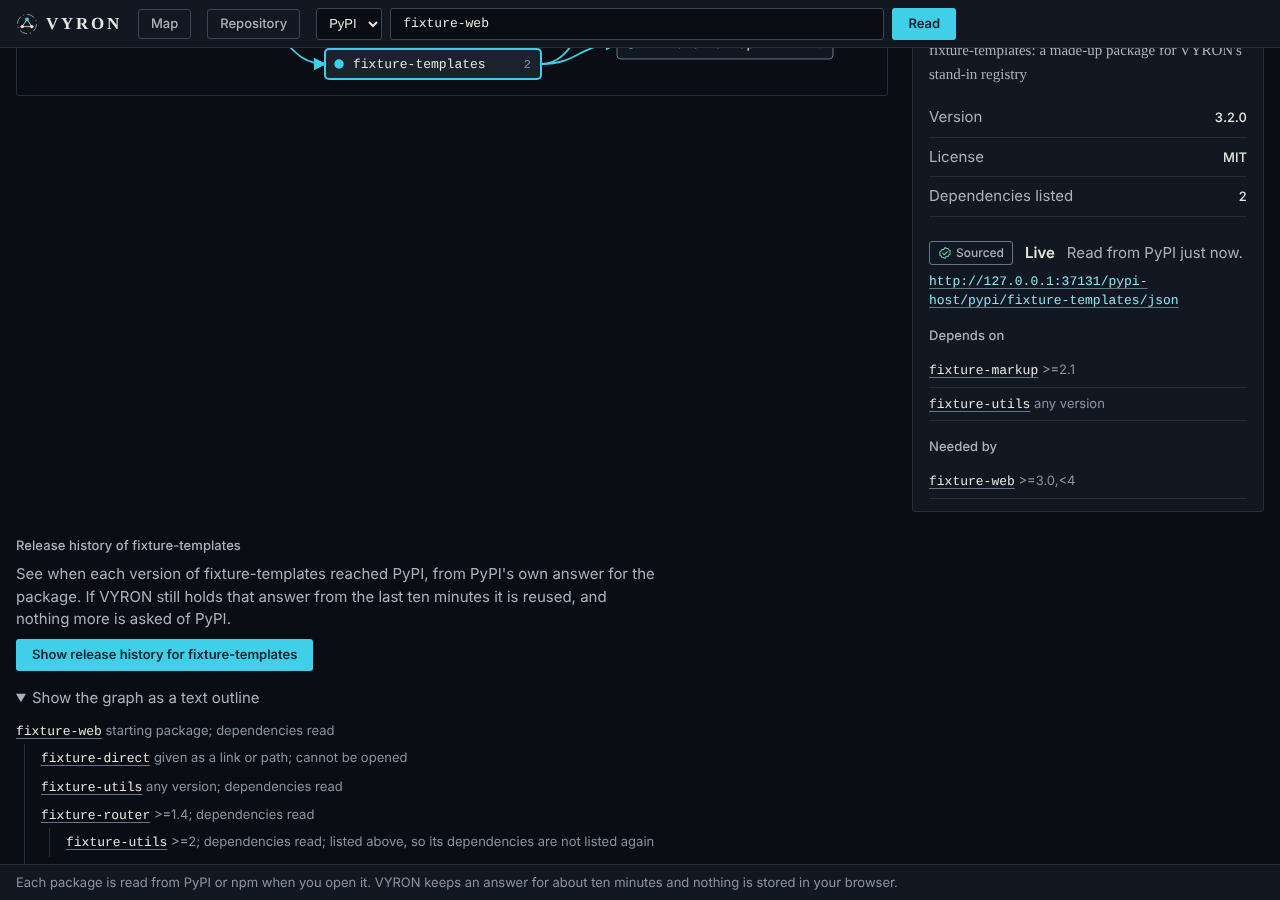 VYRON
Map
Repository
PyPI
fixture-web
Read
fixture-templates 2
fixture-templates: a made-up package for VYRON's
stand-in registry
Version 3.2.0
License MIT
Dependencies listed 2
Sourced Live Read from PyPI just now.
http://127.0.0.1:37131/pypi-
host/pypi/fixture-templates/json
Depends on
fixture-markup >=2.1
fixture-utils any version
Needed by
fixture-web >=3.0,<4
Release history of fixture-templates
See when each version of fixture-templates reached PyPI, from PyPI's own answer for the
package. If VYRON still holds that answer from the last ten minutes it is reused, and
nothing more is asked of PyPI.
Show release history for fixture-templates
Show the graph as a text outline
fixture-web starting package; dependencies read
fixture-direct given as a link or path; cannot be opened
fixture-utils any version; dependencies read
fixture-router >=1.4; dependencies read
fixture-utils >=2; dependencies read; listed above, so its dependencies are not listed again
Each package is read from PyPI or npm when you open it. VYRON keeps an answer for about ten minutes and nothing is stored in your browser.